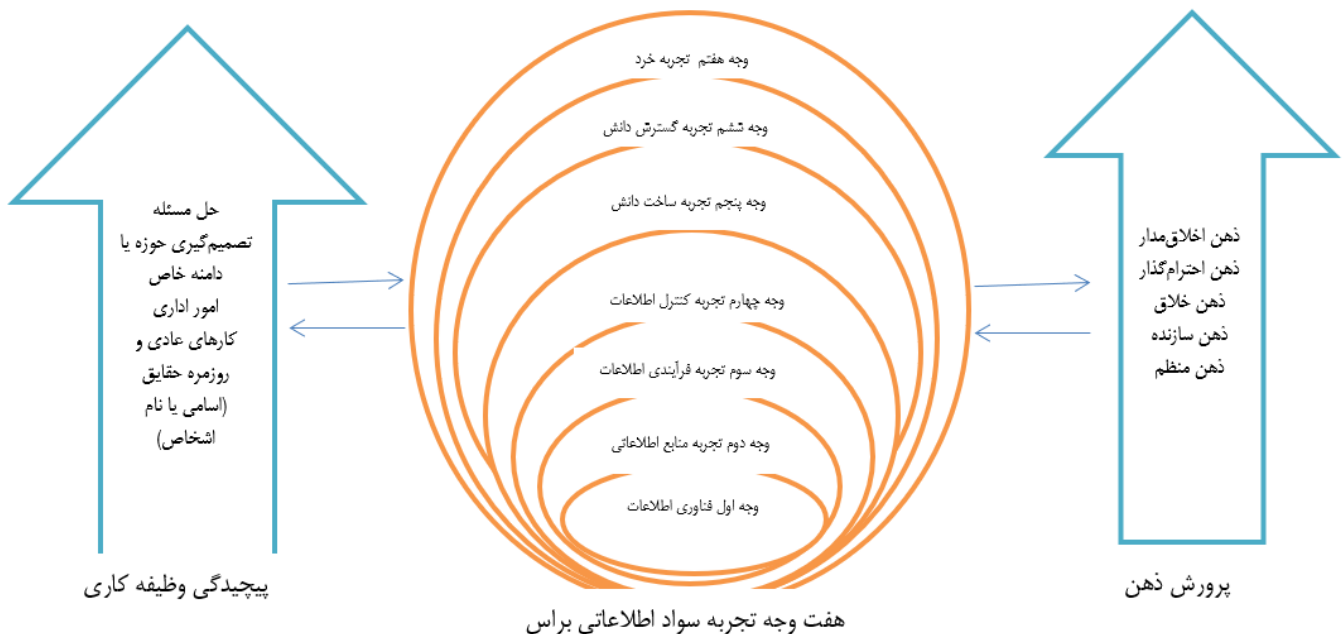 وجه هفتم تجربه خرد
وجه ششم تجربه گسترش دانش
وجه پنجم تجربه ساخت دانش
وجه چهارم تجربه کنترل اطلاعات
وجه سوم تجربه فرآیندی اطلاعات
وجه دوم تجربه منابع اطلاعاتی
وجه اول فناوری اطلاعات
هفت وجه تجربه سواد اطلاعاتی براس
ذهن اخلاق‌مدار
ذهن احترام‌گذار
ذهن خلاق
ذهن سازنده
ذهن منظم
پرورش ذهن
حل مسئله
تصمیم‌گیری حوزه یا
دامنه خاص
امور اداری
کارهای عادی و
روزمره حقایق
(اسامی یا نام
اشخاص)
پیچیدگی وظیفه کاری